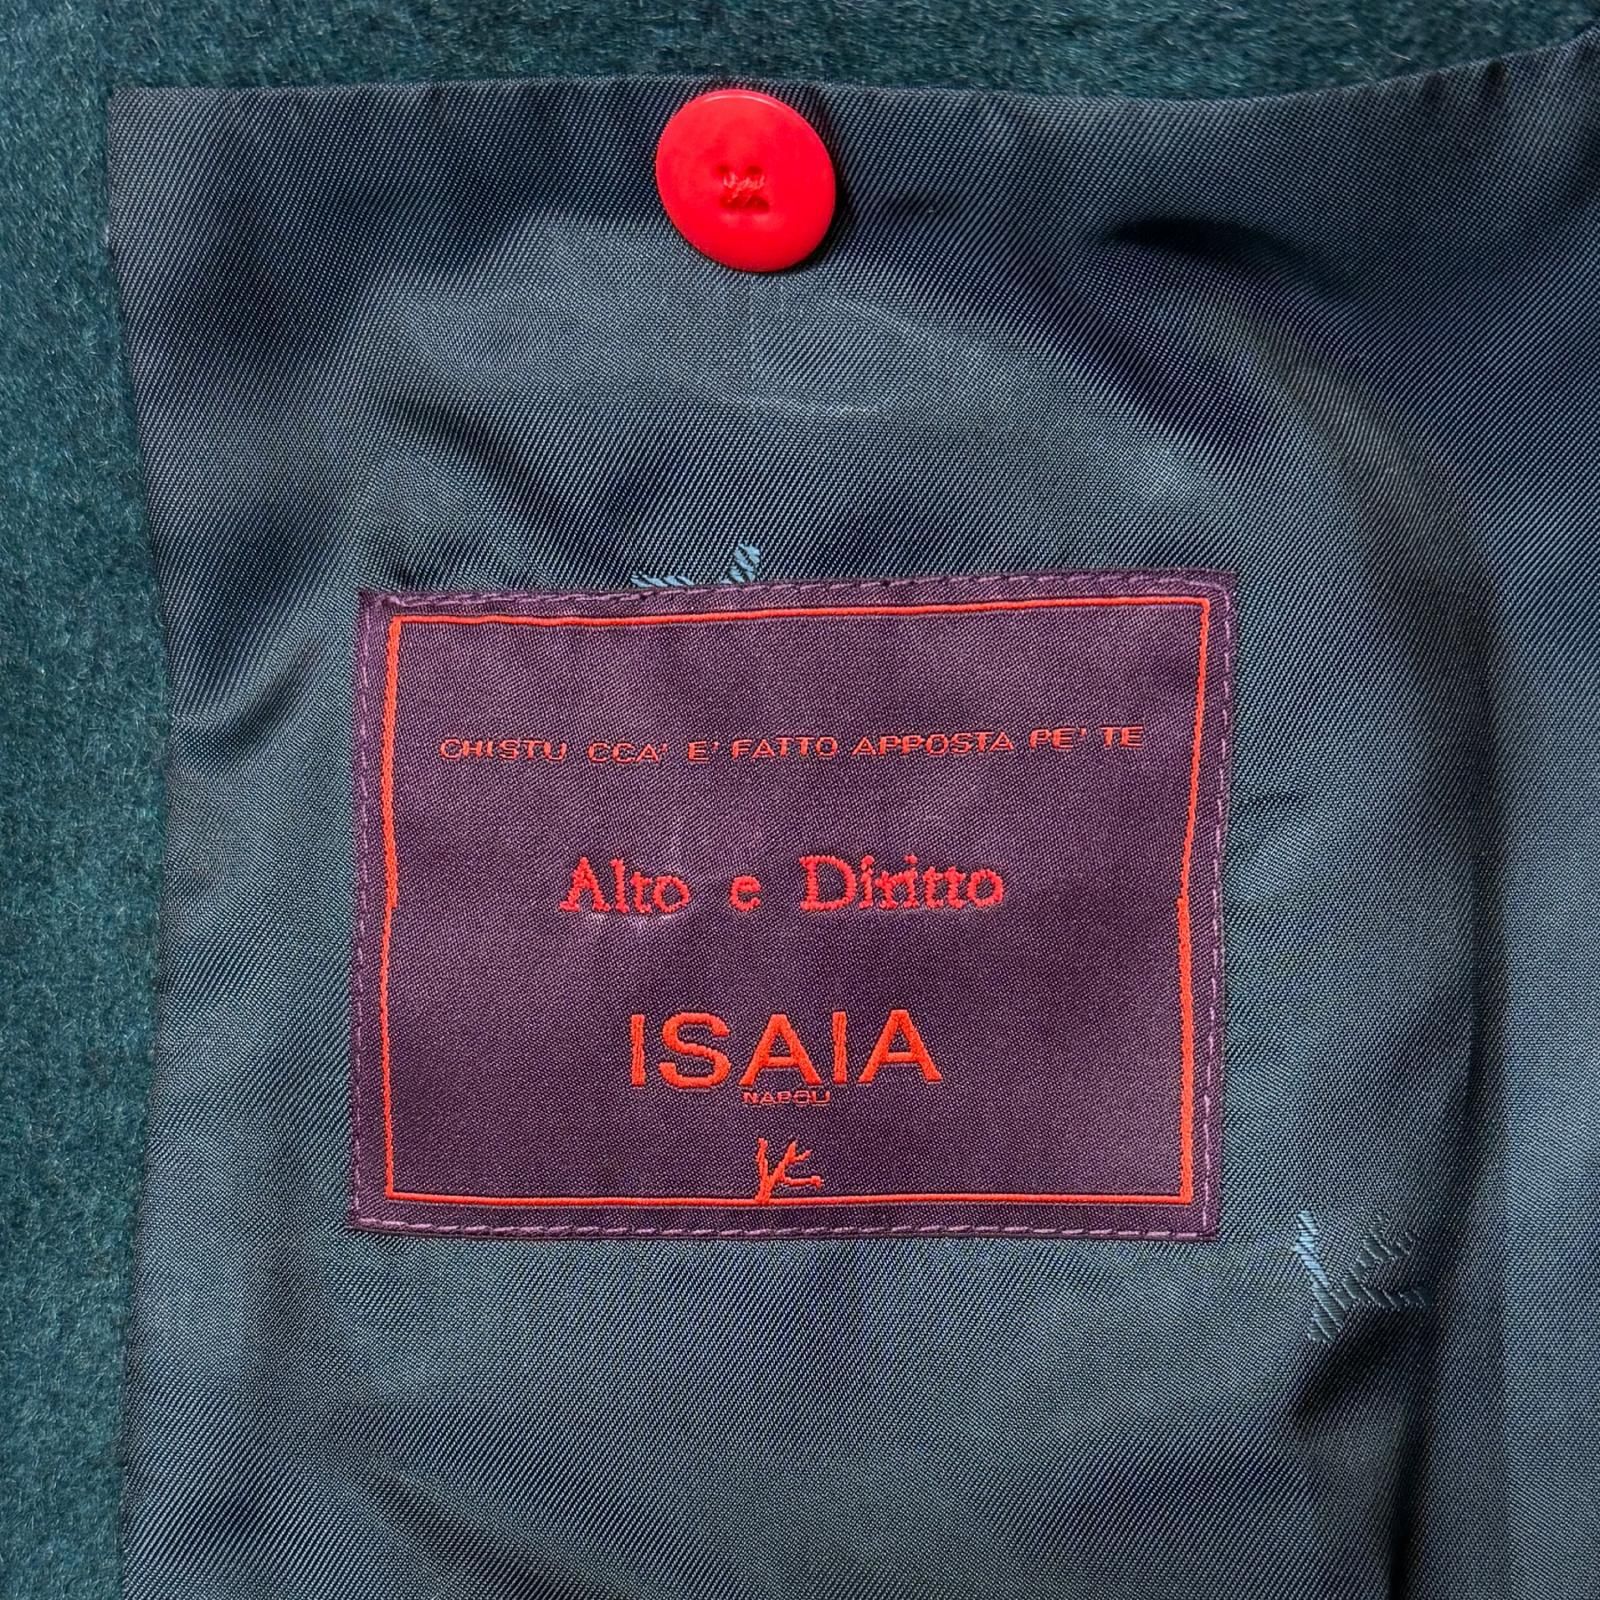 CHISTU CCA' E' FATTO APPOSTA PE' TE
Alto e Diritto
ISAIA
NAPOLI